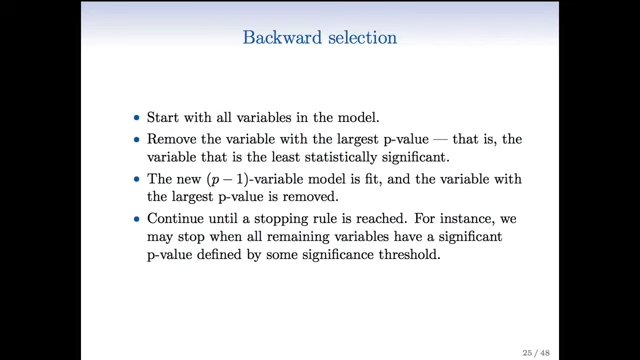 Backward selection
• Start with all variables in the model.
• Remove the variable with the largest p-value — that is, the
variable that is the least statistically significant.
• The new (p − 1)-variable model is fit, and the variable with
the largest p-value is removed.
• Continue until a stopping rule is reached. For instance, we
may stop when all remaining variables have a significant
p-value defined by some significance threshold.
25 / 48